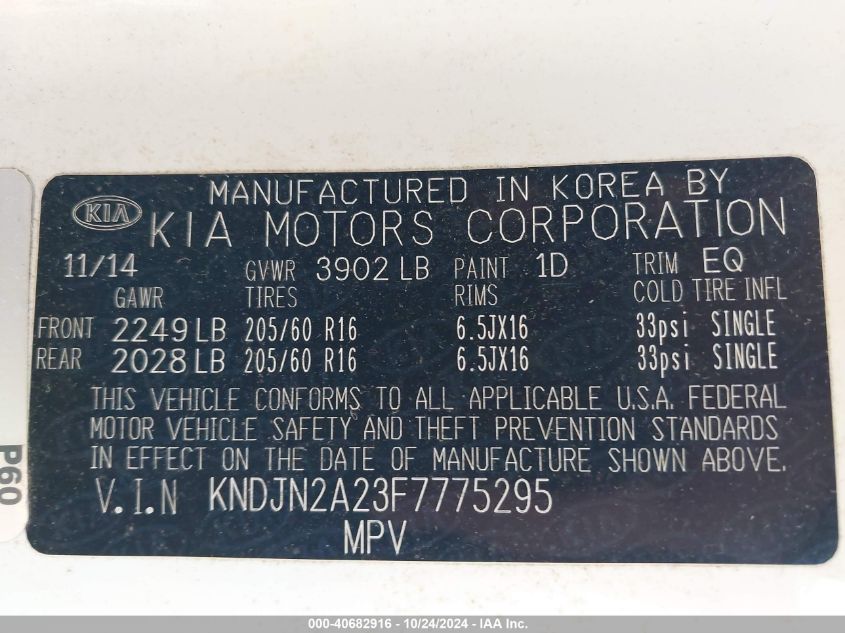 MANUFACTURED IN KOREA BY
KIA KIA MOTORS CORPORATION
11/14 GVWR 3902 LB PAINT 1D TRIM EQ
GAWR TIRES RIMS COLD TIRE INFL
FRONT 2249 LB 205/60 R16 6.5JX16 33psi SINGLE
REAR 2028 LB 205/60 R16 6.5JX16 33psi SINGLE
THIS VEHICLE CONFORMS TO ALL APPLICABLE U.S.A. FEDERAL
MOTOR VEHICLE SAFETY AND THEFT PREVENTION STANDARDS
IN EFFECT ON THE DATE OF MANUFACTURE SHOWN ABOVE.
V.I.N KNDJN2A23F7775295
MPV
P60
000-40682916 • 10/24/2024 - IAA Inc.